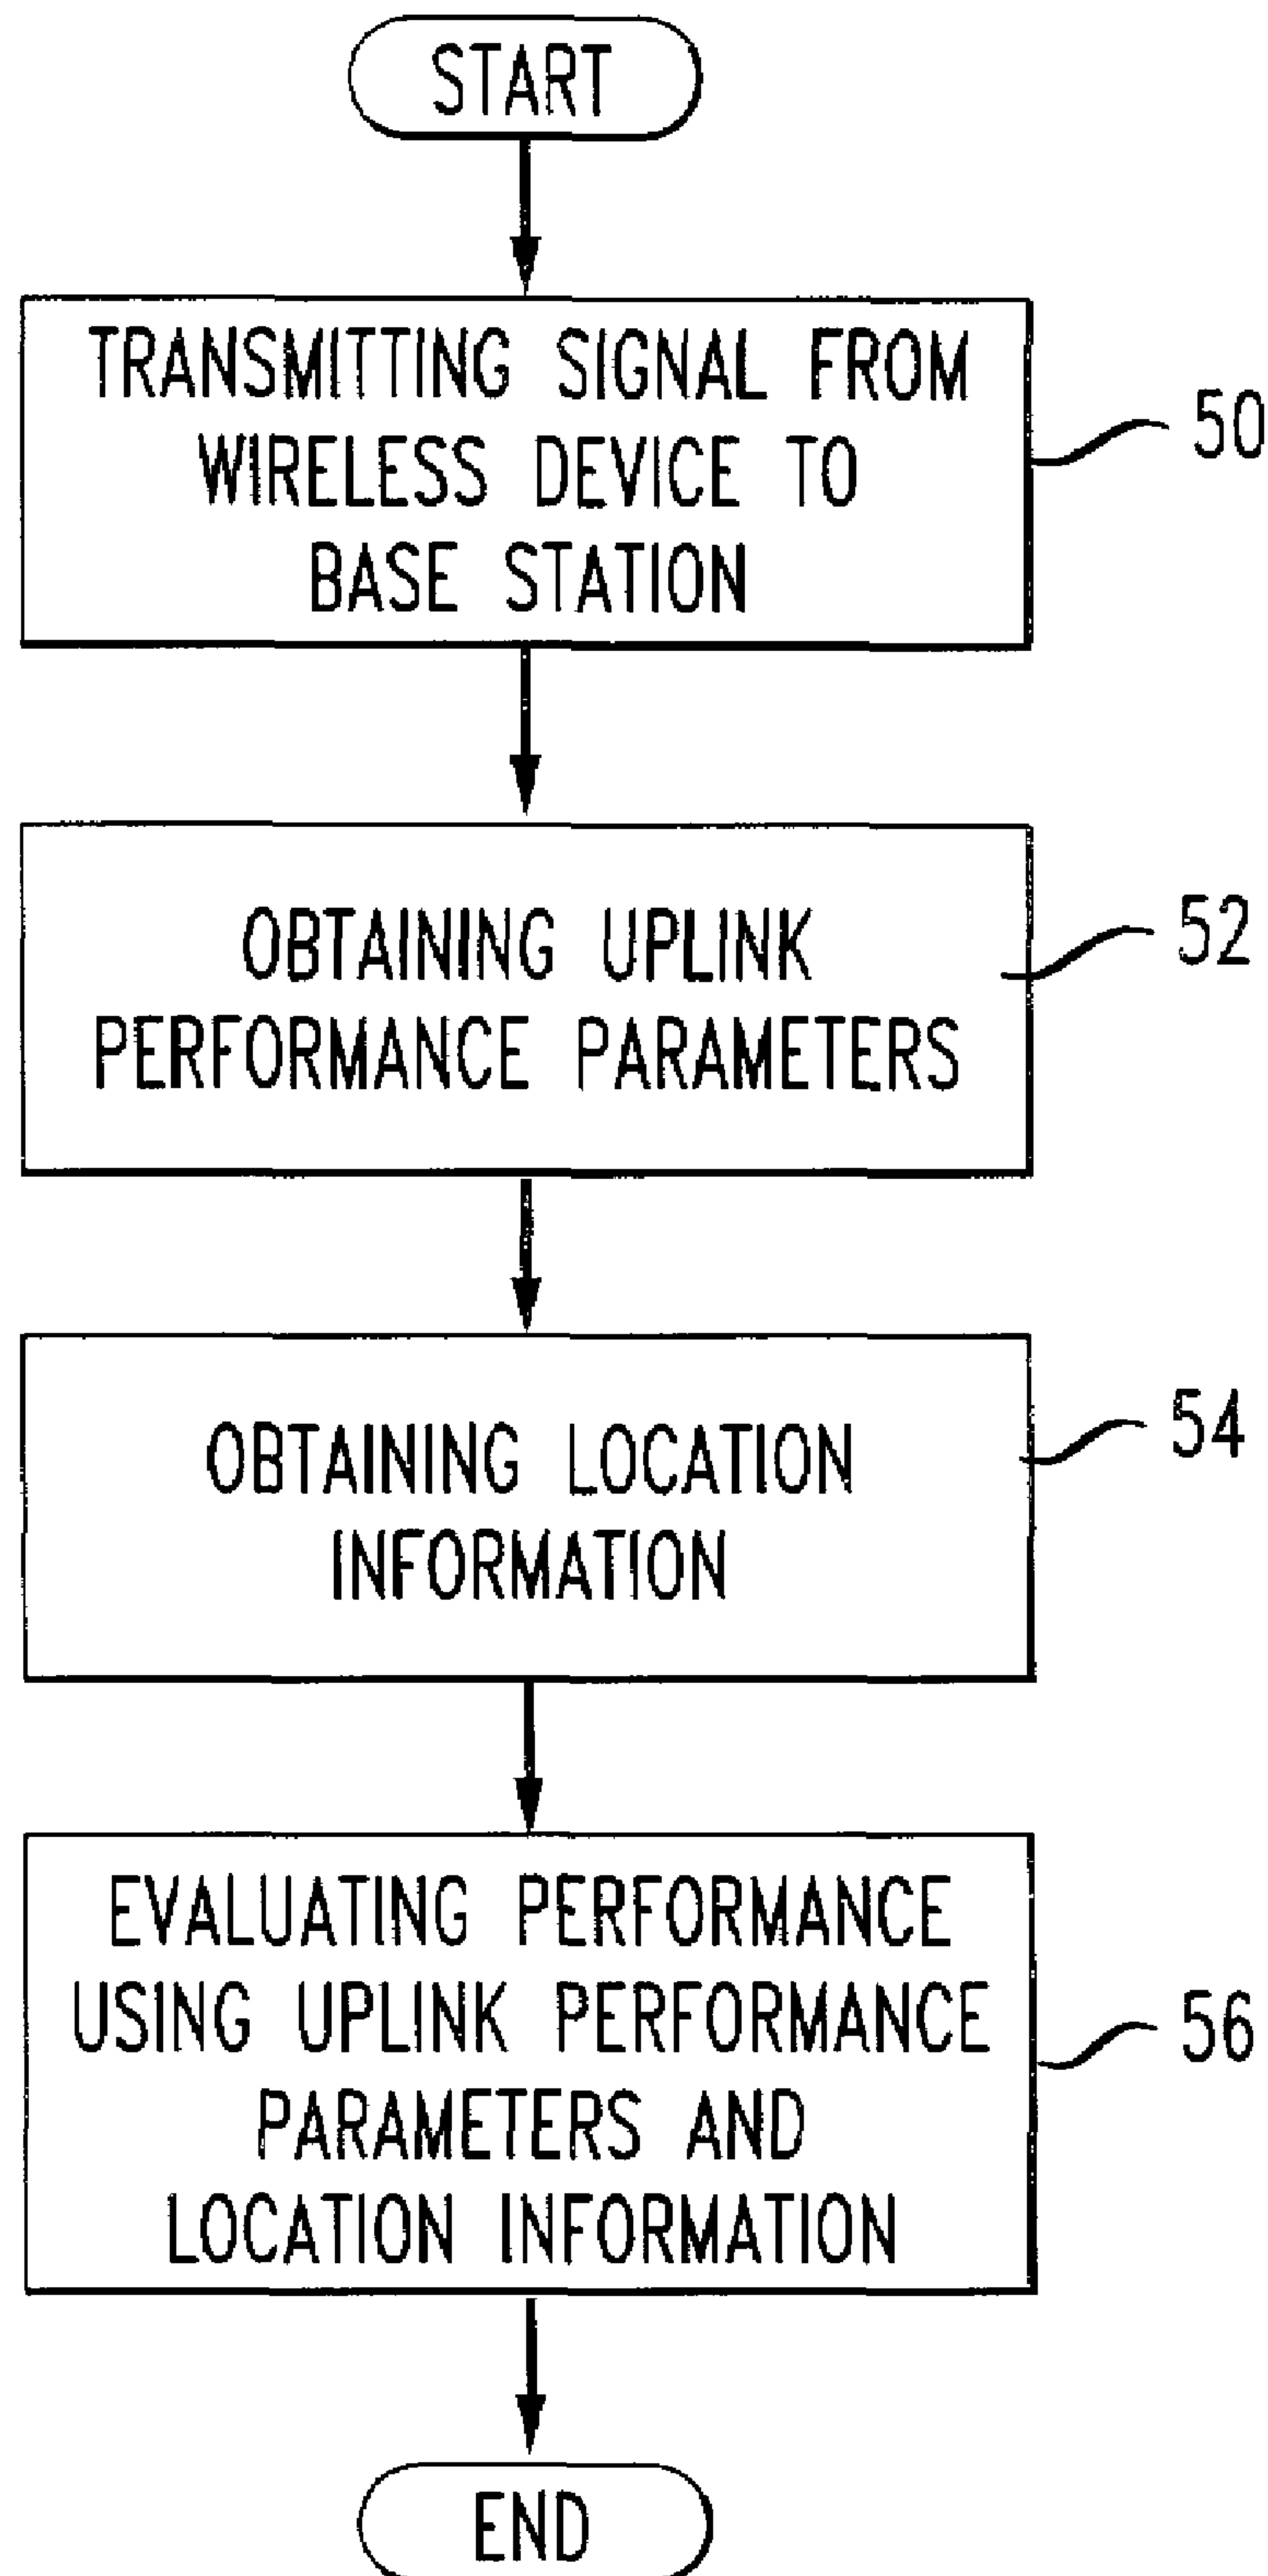 START
TRANSMITTING SIGNAL FROM
WIRELESS DEVICE TO
BASE STATION
50
OBTAINING UPLINK
PERFORMANCE PARAMETERS
52
OBTAINING LOCATION
INFORMATION
54
EVALUATING PERFORMANCE
USING UPLINK PERFORMANCE
PARAMETERS AND
LOCATION INFORMATION
56
END